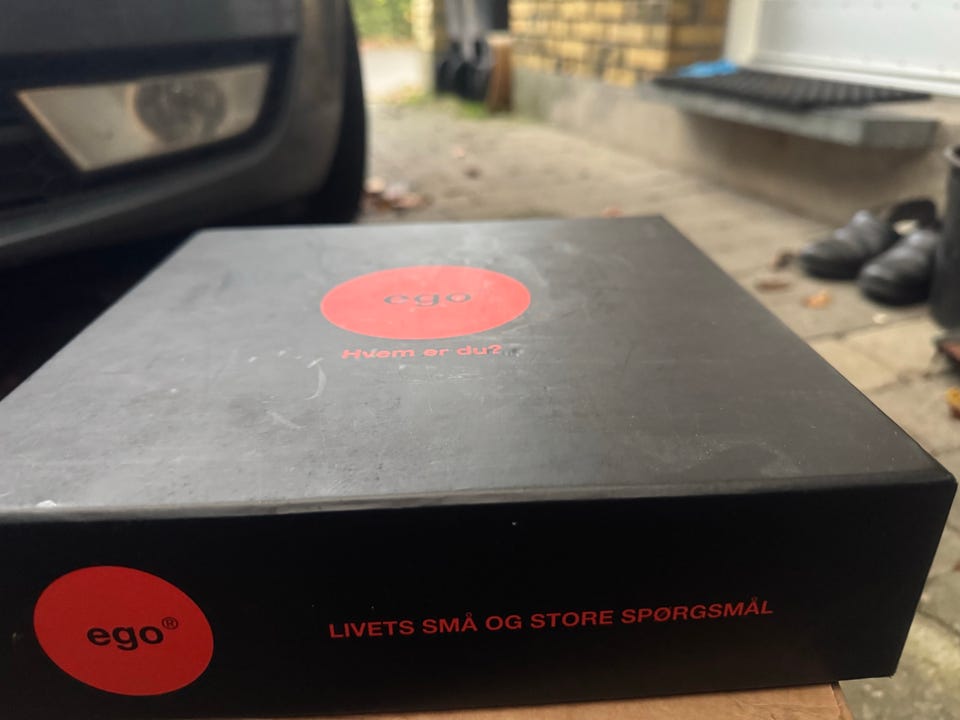 ego
Hvem er du?
ego®
LIVETS SMÅ OG STORE SPØRGSMÅL